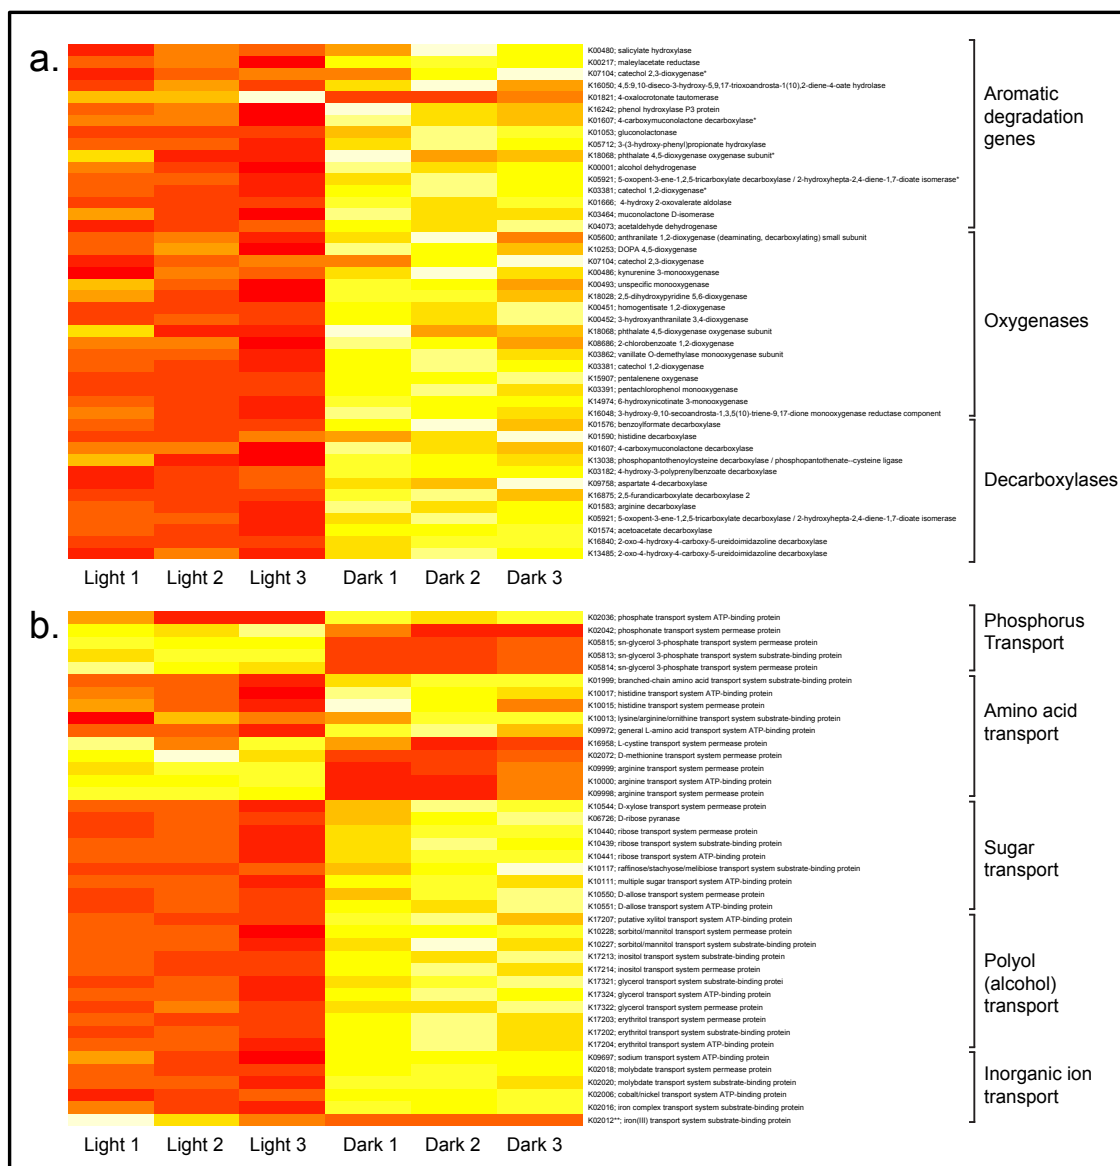 a.
K00480; salicylate hydroxylase
K00217; maleylacetate reductase
K07104; catechol 2,3-dioxygenase*
K16050; 4,5:9,10-diseco-3-hydroxy-5,9,17-trioxoandrosta-1(10),2-diene-4-oate hydrolase
K01821; 4-oxalocrotonate tautomerase
K16242; phenol hydroxylase P3 protein
K01607; 4-carboxymuconolactone decarboxylase*
K01053; gluconolactonase
K05712; 3-(3-hydroxy-phenyl)propionate hydroxylase
K18068; phthalate 4,5-dioxygenase oxygenase subunit*
K00001; alcohol dehydrogenase
K05921; 5-oxopent-3-ene-1,2,5-tricarboxylate decarboxylase / 2-hydroxyhepta-2,4-diene-1,7-dioate isomerase*
K03381; catechol 1,2-dioxygenase*
K01666; 4-hydroxy 2-oxovalerate aldolase
K03464; muconolactone D-isomerase
K04073; acetaldehyde dehydrogenase
Aromatic
degradation
genes
K05600; anthranilate 1,2-dioxygenase (deaminating, decarboxylating) small subunit
K10253; DOPA 4,5-dioxygenase
K07104; catechol 2,3-dioxygenase
K00486; kynurenine 3-monooxygenase
K00493; unspecific monooxygenase
K18028; 2,5-dihydroxypyridine 5,6-dioxygenase
K00451; homogentisate 1,2-dioxygenase
K00452; 3-hydroxyanthranilate 3,4-dioxygenase
K18068; phthalate 4,5-dioxygenase oxygenase subunit
K08686; 2-chlorobenzoate 1,2-dioxygenase
K03862; vanillate O-demethylase monooxygenase subunit
K03381; catechol 1,2-dioxygenase
K15907; pentalenene oxygenase
K03391; pentachlorophenol monooxygenase
K14974; 6-hydroxynicotinate 3-monooxygenase
K16048; 3-hydroxy-9,10-secoandrosta-1,3,5(10)-triene-9,17-dione monooxygenase reductase component
Oxygenases
K01576; benzoylformate decarboxylase
K01590; histidine decarboxylase
K01607; 4-carboxymuconolactone decarboxylase
K13038; phosphopantothenoylcysteine decarboxylase / phosphopantothenate--cysteine ligase
K03182; 4-hydroxy-3-polyprenylbenzoate decarboxylase
K09758; aspartate 4-decarboxylase
K16875; 2,5-furandicarboxylate decarboxylase 2
K01583; arginine decarboxylase
K05921; 5-oxopent-3-ene-1,2,5-tricarboxylate decarboxylase / 2-hydroxyhepta-2,4-diene-1,7-dioate isomerase
K01574; acetoacetate decarboxylase
K16840; 2-oxo-4-hydroxy-4-carboxy-5-ureidoimidazoline decarboxylase
K13485; 2-oxo-4-hydroxy-4-carboxy-5-ureidoimidazoline decarboxylase
Decarboxylases
Light 1 Light 2 Light 3 Dark 1 Dark 2 Dark 3
b.
K02036; phosphate transport system ATP-binding protein
K02042; phosphonate transport system permease protein
K05815; sn-glycerol 3-phosphate transport system permease protein
K05813; sn-glycerol 3-phosphate transport system substrate-binding protein
K05814; sn-glycerol 3-phosphate transport system permease protein
Phosphorus
Transport
K01999; branched-chain amino acid transport system substrate-binding protein
K10017; histidine transport system ATP-binding protein
K10015; histidine transport system permease protein
K10013; lysine/arginine/ornithine transport system substrate-binding protein
K09972; general L-amino acid transport system ATP-binding protein
K16958; L-cystine transport system permease protein
K02072; D-methionine transport system permease protein
K09999; arginine transport system permease protein
K10000; arginine transport system ATP-binding protein
K09998; arginine transport system permease protein
Amino acid
transport
K10544; D-xylose transport system permease protein
K06726; D-ribose pyranase
K10440; ribose transport system permease protein
K10439; ribose transport system substrate-binding protein
K10441; ribose transport system ATP-binding protein
K10117; raffinose/stachyose/melibiose transport system substrate-binding protein
K10111; multiple sugar transport system ATP-binding protein
K10550; D-allose transport system permease protein
K10551; D-allose transport system ATP-binding protein
Sugar
transport
K17207; putative xylitol transport system ATP-binding protein
K10228; sorbitol/mannitol transport system permease protein
K10227; sorbitol/mannitol transport system substrate-binding protein
K17213; inositol transport system substrate-binding protein
K17214; inositol transport system permease protein
K17321; glycerol transport system substrate-binding protei
K17324; glycerol transport system ATP-binding protein
K17322; glycerol transport system permease protein
K17203; erythritol transport system permease protein
K17202; erythritol transport system substrate-binding protein
K17204; erythritol transport system ATP-binding protein
Polyol
(alcohol)
transport
K09697; sodium transport system ATP-binding protein
K02018; molybdate transport system permease protein
K02020; molybdate transport system substrate-binding protein
K02006; cobalt/nickel transport system ATP-binding protein
K02016; iron complex transport system substrate-binding protein
K02012**; iron(III) transport system substrate-binding protein
Inorganic ion
transport
Light 1 Light 2 Light 3 Dark 1 Dark 2 Dark 3